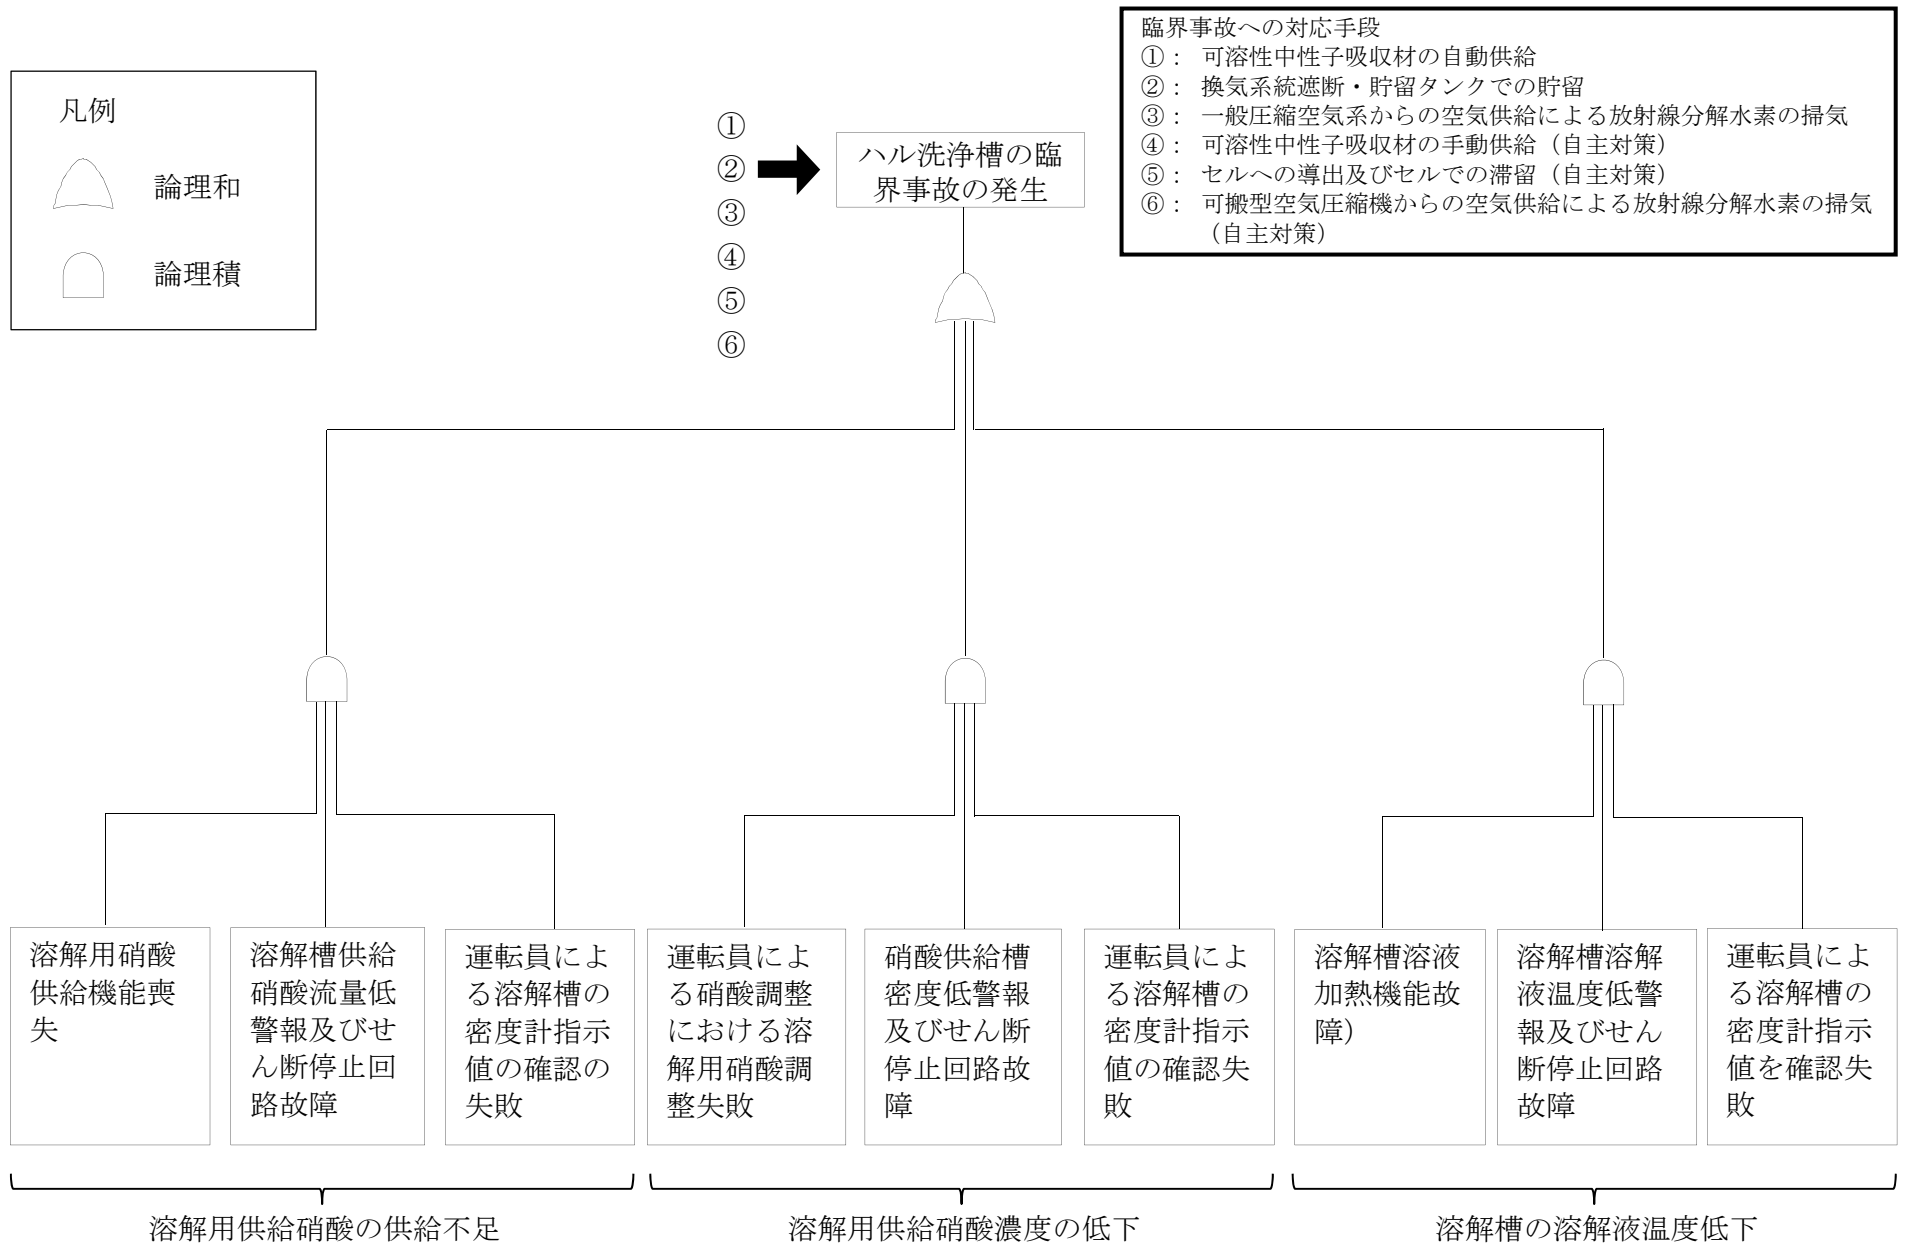 臨界事故への対応手段
①： 可溶性中性子吸収材の自動供給
②： 換気系統遮断・貯留タンクでの貯留
③： 一般圧縮空気系からの空気供給による放射線分解水素の掃気
④： 可溶性中性子吸収材の手動供給（自主対策）
⑤： セルへの導出及びセルでの滞留（自主対策）
⑥： 可搬型空気圧縮機からの空気供給による放射線分解水素の掃気
（自主対策）
凡例
論理和
論理積
①
②
③
④
⑤
⑥
ハル洗浄槽の臨
界事故の発生
溶解用硝酸
供給機能喪
失
溶解槽供給
硝酸流量低
警報及びせ
ん断停止回
路故障
運転員によ
る溶解槽の
密度計指示
値の確認の
失敗
運転員によ
る硝酸調整
における溶
解用硝酸調
整失敗
硝酸供給槽
密度低警報
及びせん断
停止回路故
障
運転員によ
る溶解槽の
密度計指示
値の確認失
敗
溶解槽溶液
加熱機能故
障）
溶解槽溶解
液温度低警
報及びせん
断停止回路
故障
運転員によ
る溶解槽の
密度計指示
値を確認失
敗
溶解用供給硝酸の供給不足
溶解用供給硝酸濃度の低下
溶解槽の溶解液温度低下